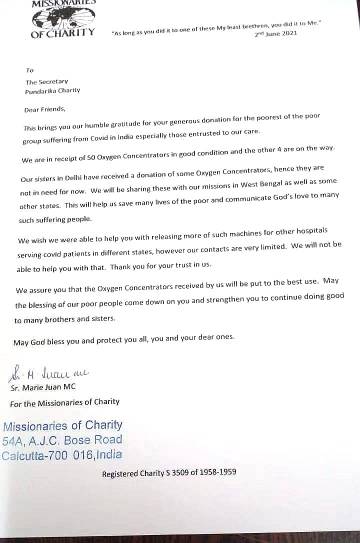 MISSIONARIES
OF CHARITY
"As long as you did it to one of these My least brethren, you did it to Me."
2nd June 2021
To
The Secretary
Pundarika Charity
Dear Friends,
This brings you our humble gratitude for your generous donation for the poorest of the poor
group suffering from Covid in India especially those entrusted to our care.
We are in receipt of 50 Oxygen Concentrators in good condition and the other 4 are on the way.
Our sisters in Delhi have received a donation of some Oxygen Concentrators, hence they are
not in need for now. We will be sharing these with our missions in West Bengal as well as some
other states. This will help us save many lives of the poor and communicate God's love to many
such suffering people.
We wish we were able to help you with releasing more of such machines for other hospitals
serving covid patients in different states, however our contacts are very limited. We will not be
able to help you with that. Thank you for your trust in us.
We assure you that the Oxygen Concentrators received by us will be put to the best use. May
the blessing of our poor people come down on you and strengthen you to continue doing good
to many brothers and sisters.
May God bless you and protect you all, you and your dear ones.
Sr. M Juan MC
Sr. Marie Juan MC
For the Missionaries of Charity
Missionaries of Charity
54A, A.J.C. Bose Road
Calcutta-700 016,India
Registered Charity S 3509 of 1958-1959